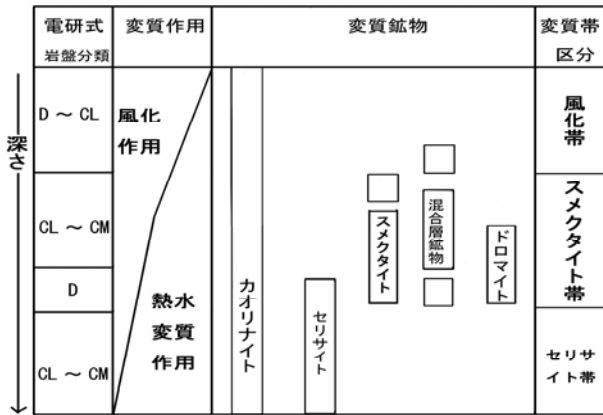 電研式
岩盤分類
変質作用
変質鉱物
変質帯
区分
深さ
D ～ CL
CL ～ CM
D
CL ～ CM
風化
作用
熱水
変質
作用
カオリナイト
セリサイト
スメクタイト
混合層鉱物
ドロマイト
風化帯
スメクタイト帯
セリサ
イト帯